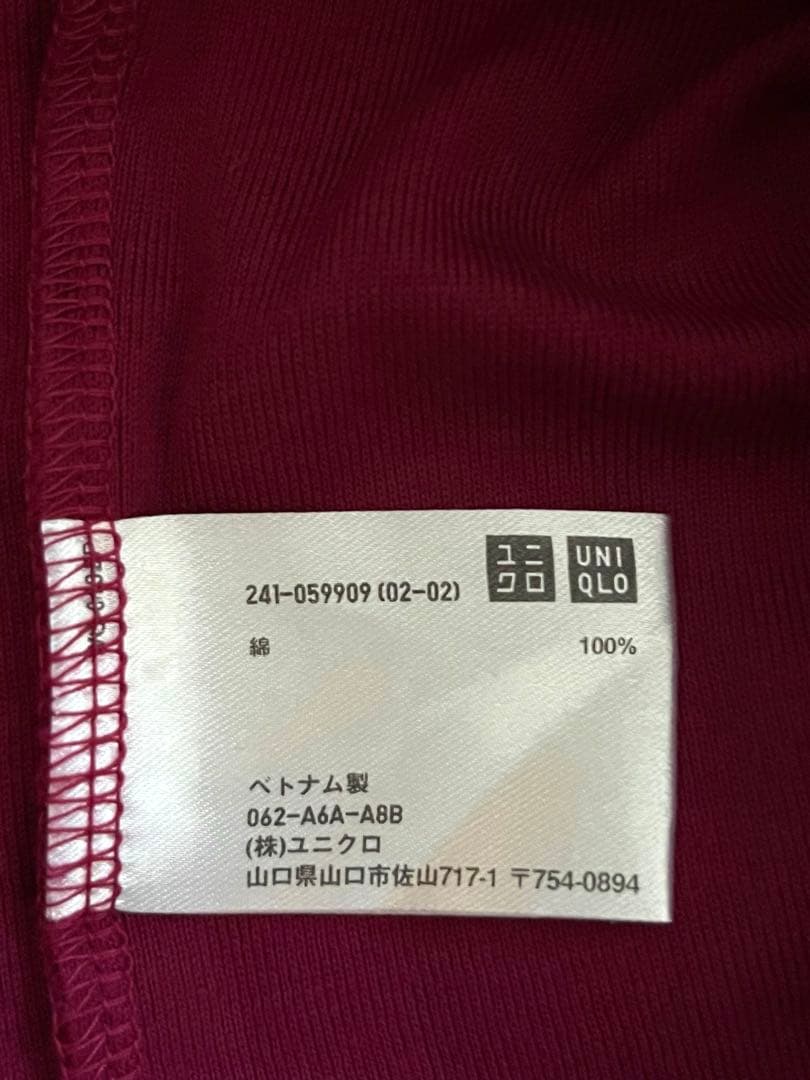 ユニ
クロ
UNI
QLO
241-059909 (02-02)
綿 100%
ベトナム製
062-A6A-A8B
(株)ユニクロ
山口県山口市佐山717-1 〒754-0894